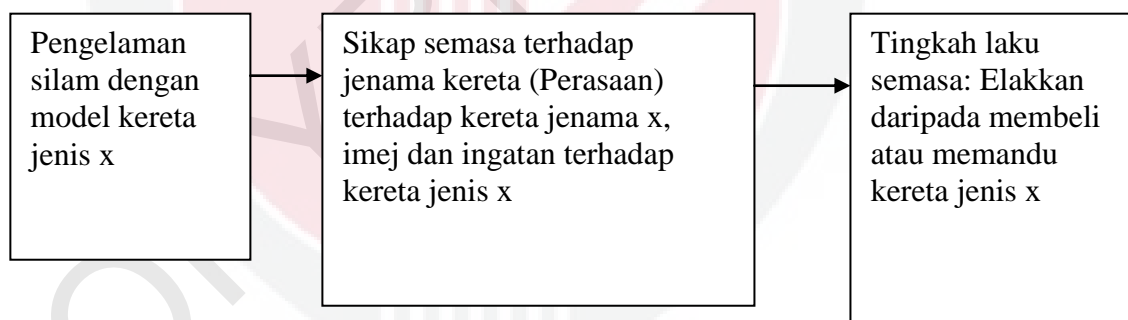 Pengelaman
silam dengan
model kereta
jenis x
Sikap semasa terhadap
jenama kereta (Perasaan)
terhadap kereta jenama x,
imej dan ingatan terhadap
kereta jenis x
Tingkah laku
semasa: Elakkan
daripada membeli
atau memandu
kereta jenis x